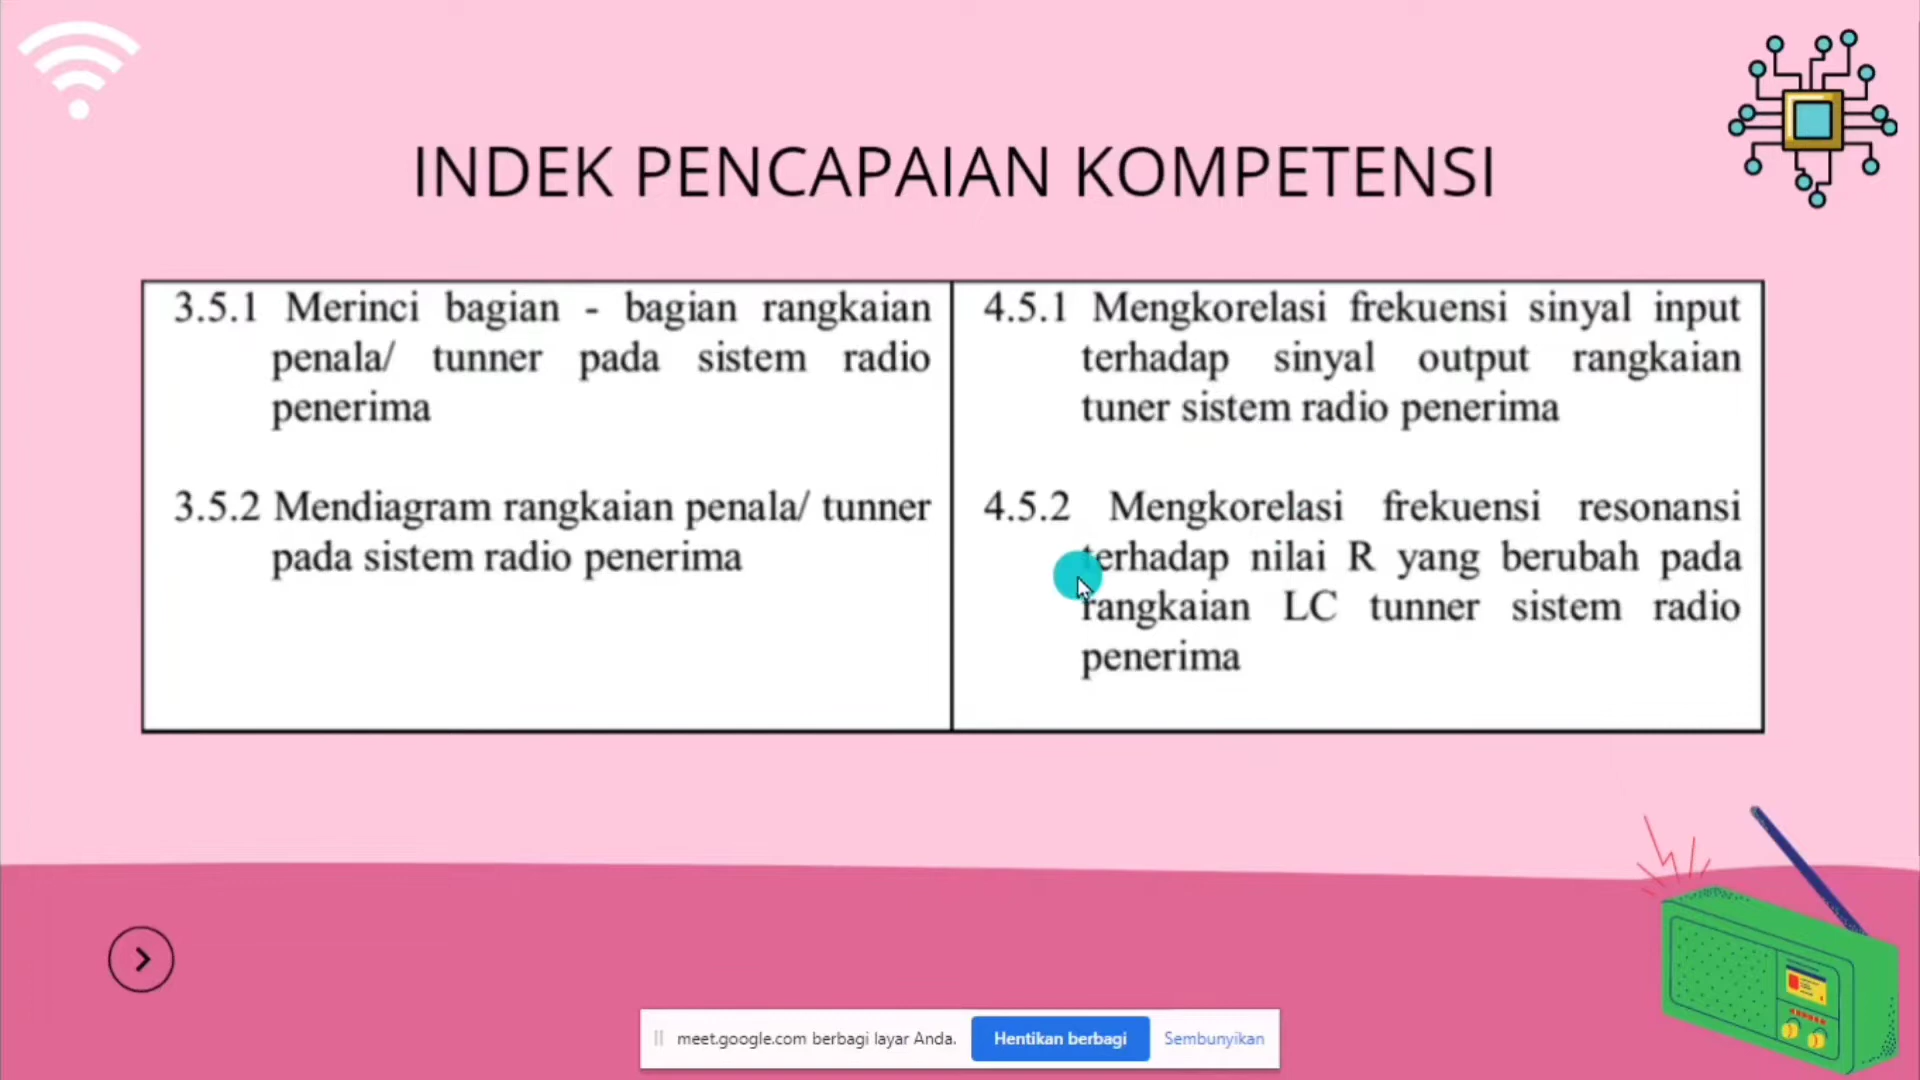 INDEK PENCAPAIAN KOMPETENSI
3.5.1 Merinci bagian - bagian rangkaian
penala/ tunner pada sistem radio
penerima
3.5.2 Mendiagram rangkaian penala/ tunner
pada sistem radio penerima
4.5.1 Mengkorelasi frekuensi sinyal input
terhadap sinyal output rangkaian
tuner sistem radio penerima
4.5.2 Mengkorelasi frekuensi resonansi
terhadap nilai R yang berubah pada
rangkaian LC tunner sistem radio
penerima
meet.google.com berbagi layar Anda.
Hentikan berbagi
Sembunyikan